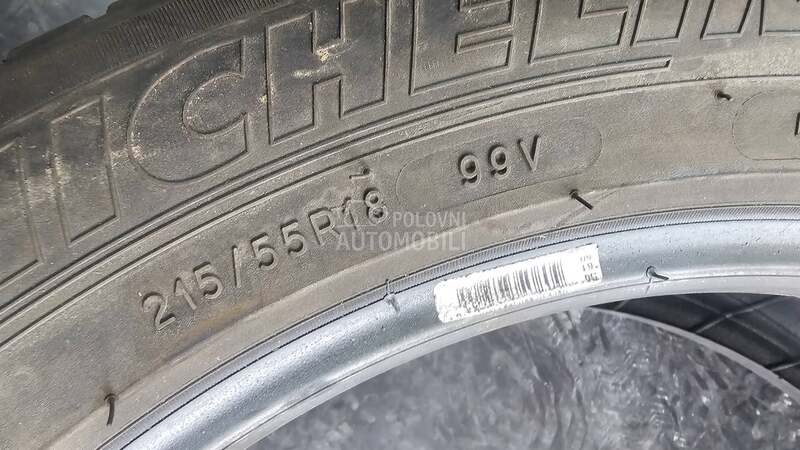 MICHELIN
99V
215/55R18
POLOVNI
AUTOMOBILI